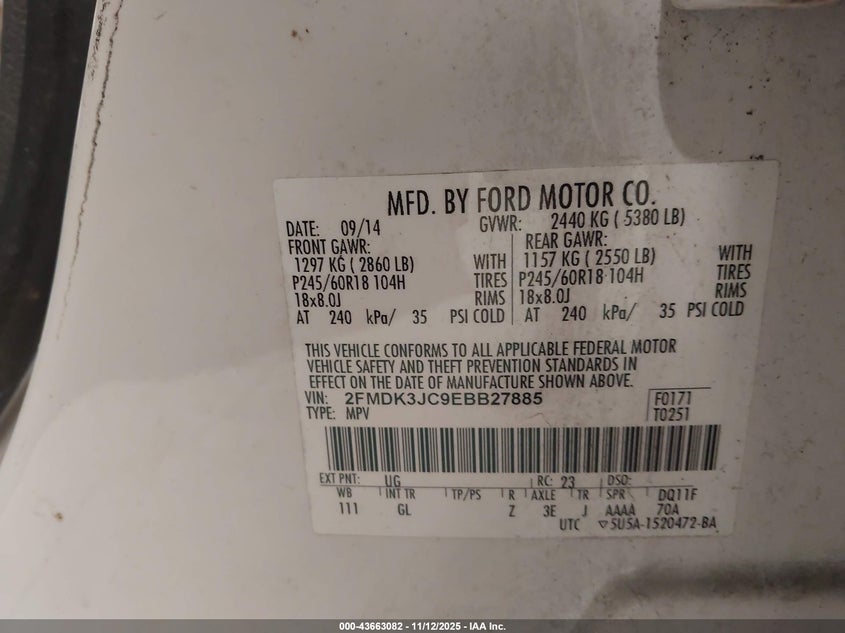 MFD. BY FORD MOTOR CO.
DATE: 09/14 GVWR: 2440 KG ( 5380 LB)
FRONT GAWR: REAR GAWR:
1297 KG ( 2860 LB) WITH 1157 KG ( 2550 LB) WITH
P245/60R18 104H TIRES P245/60R18 104H TIRES
18x8.0J RIMS 18x8.0J RIMS
AT 240 kPa/ 35 PSI COLD AT 240 kPa/ 35 PSI COLD
THIS VEHICLE CONFORMS TO ALL APPLICABLE FEDERAL MOTOR
VEHICLE SAFETY AND THEFT PREVENTION STANDARDS IN
EFFECT ON THE DATE OF MANUFACTURE SHOWN ABOVE.
VIN: 2FMDK3JC9EBB27885 F0171
TYPE: MPV T0251
EXT PNT: UG RC: 23 DSO:
WB INT TR TP/PS R AXLE TR SPR DQ11F
111 GL Z 3E J AAAA 70A
UTC ▽5U5A-1520472-BA
000-43663082 - 11/12/2025 - IAA Inc.